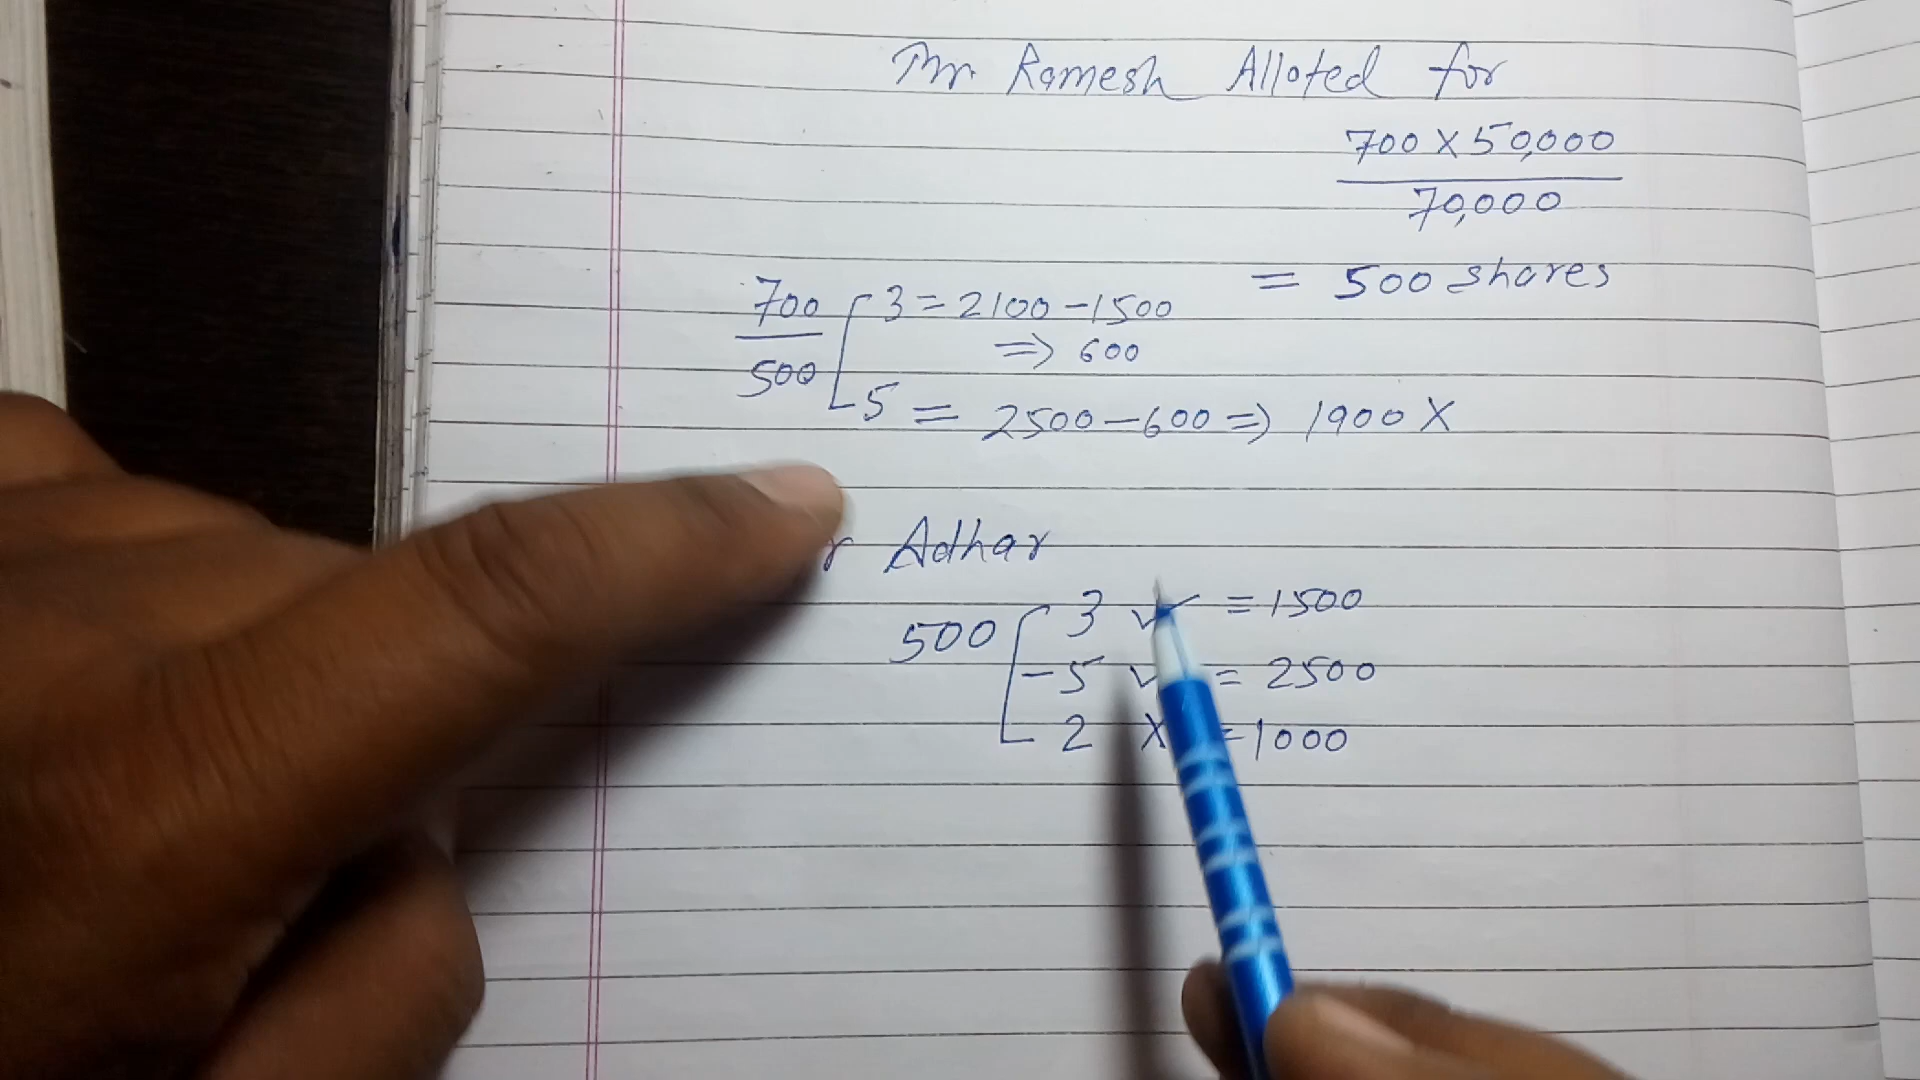 Mr Ramesh Alloted for
700 X 50,000
70,000
= 500 shares
700 3 = 2100 - 1500
=> 600
500
5 = 2500 - 600 => 1900 X
r Adhar
500 3 ✓ = 1500
- 5 ✓ = 2500
2 X = 1000